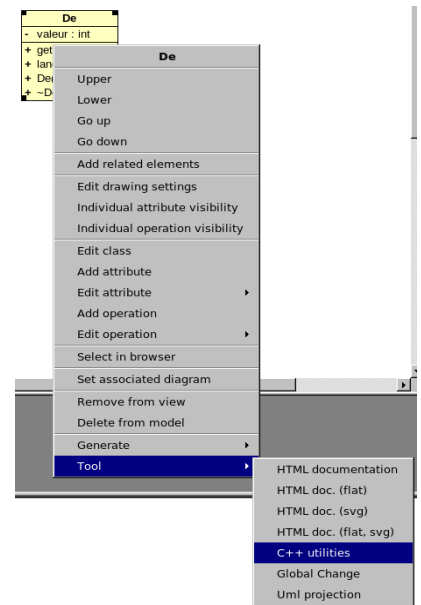 De
- valeur : int
+ get
+ lan
+ De
+ ~D
De
Upper
Lower
Go up
Go down
Add related elements
Edit drawing settings
Individual attribute visibility
Individual operation visibility
Edit class
Add attribute
Edit attribute
Add operation
Edit operation
Select in browser
Set associated diagram
Remove from view
Delete from model
Generate
Tool
HTML documentation
HTML doc. (flat)
HTML doc. (svg)
HTML doc. (flat, svg)
C++ utilities
Global Change
Uml projection